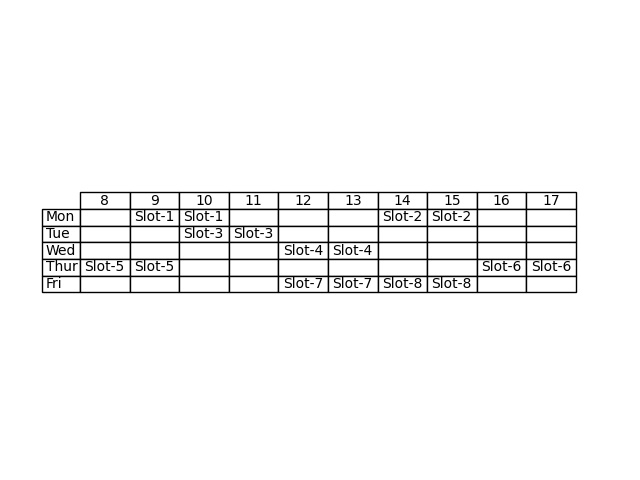 8 9 10 11 12 13 14 15 16 17
Mon Slot-1 Slot-1 Slot-2 Slot-2
Tue Slot-3 Slot-3
Wed Slot-4 Slot-4
Thur Slot-5 Slot-5 Slot-6 Slot-6
Fri Slot-7 Slot-7 Slot-8 Slot-8